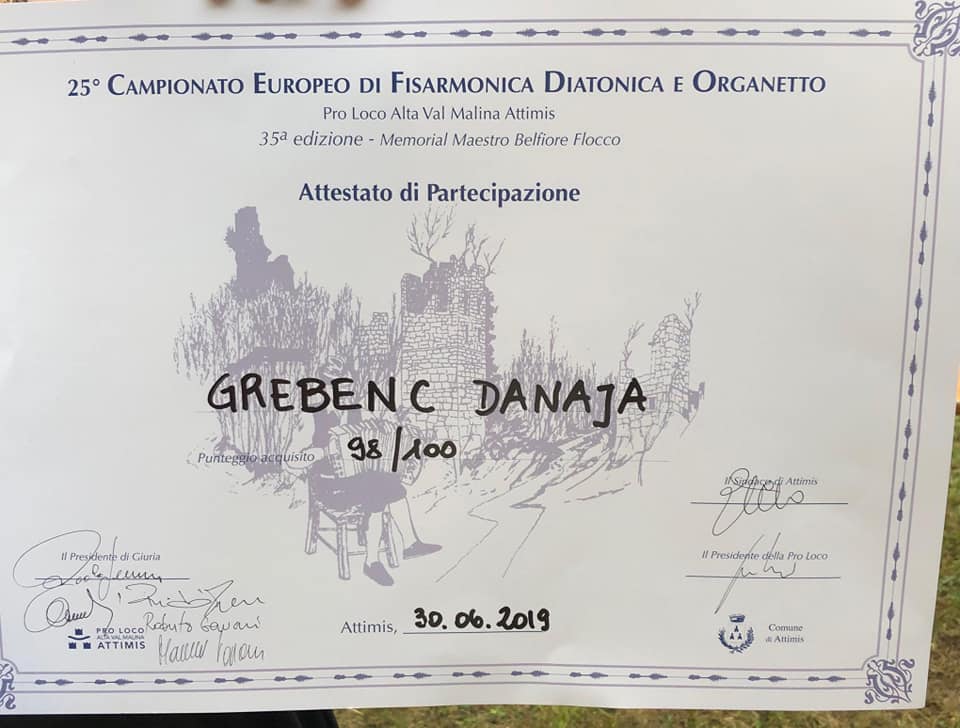 25° Campionato Europeo di Fisarmonica Diatonica e Organetto
Pro Loco Alta Val Malina Attimis
35ª edizione - Memorial Maestro Belfiore Flocco
Attestato di Partecipazione
GREBENC DANAJA
Punteggio acquisito 98/100
Il Sindaco di Attimis
Il Presidente di Giuria
Il Presidente della Pro Loco
PRO LOCO
ALTA VAL MALINA
ATTIMIS
Roberto
Attimis, 30.06.2019
Comune
di Attimis